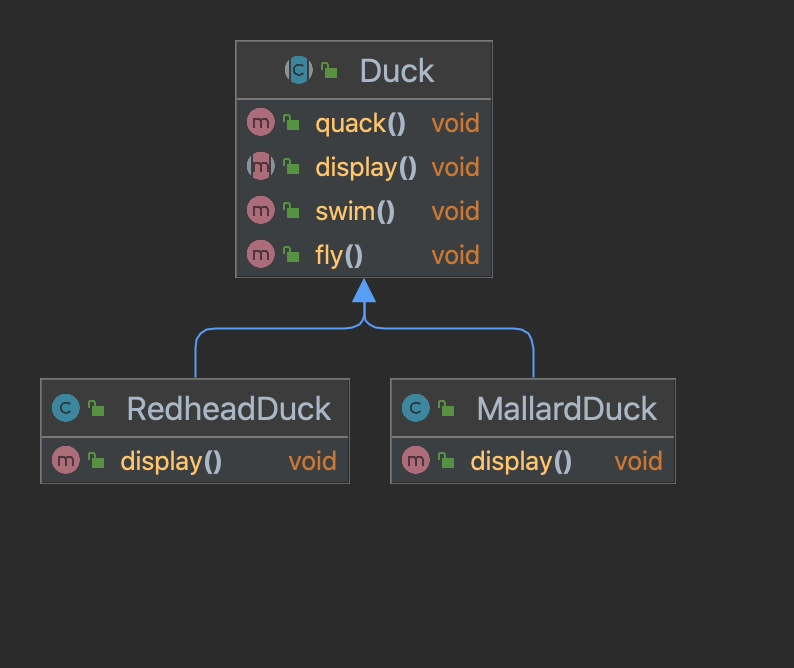 Duck
quack() void
display() void
swim() void
fly() void
C RedheadDuck
m display() void
C MallardDuck
m display() void